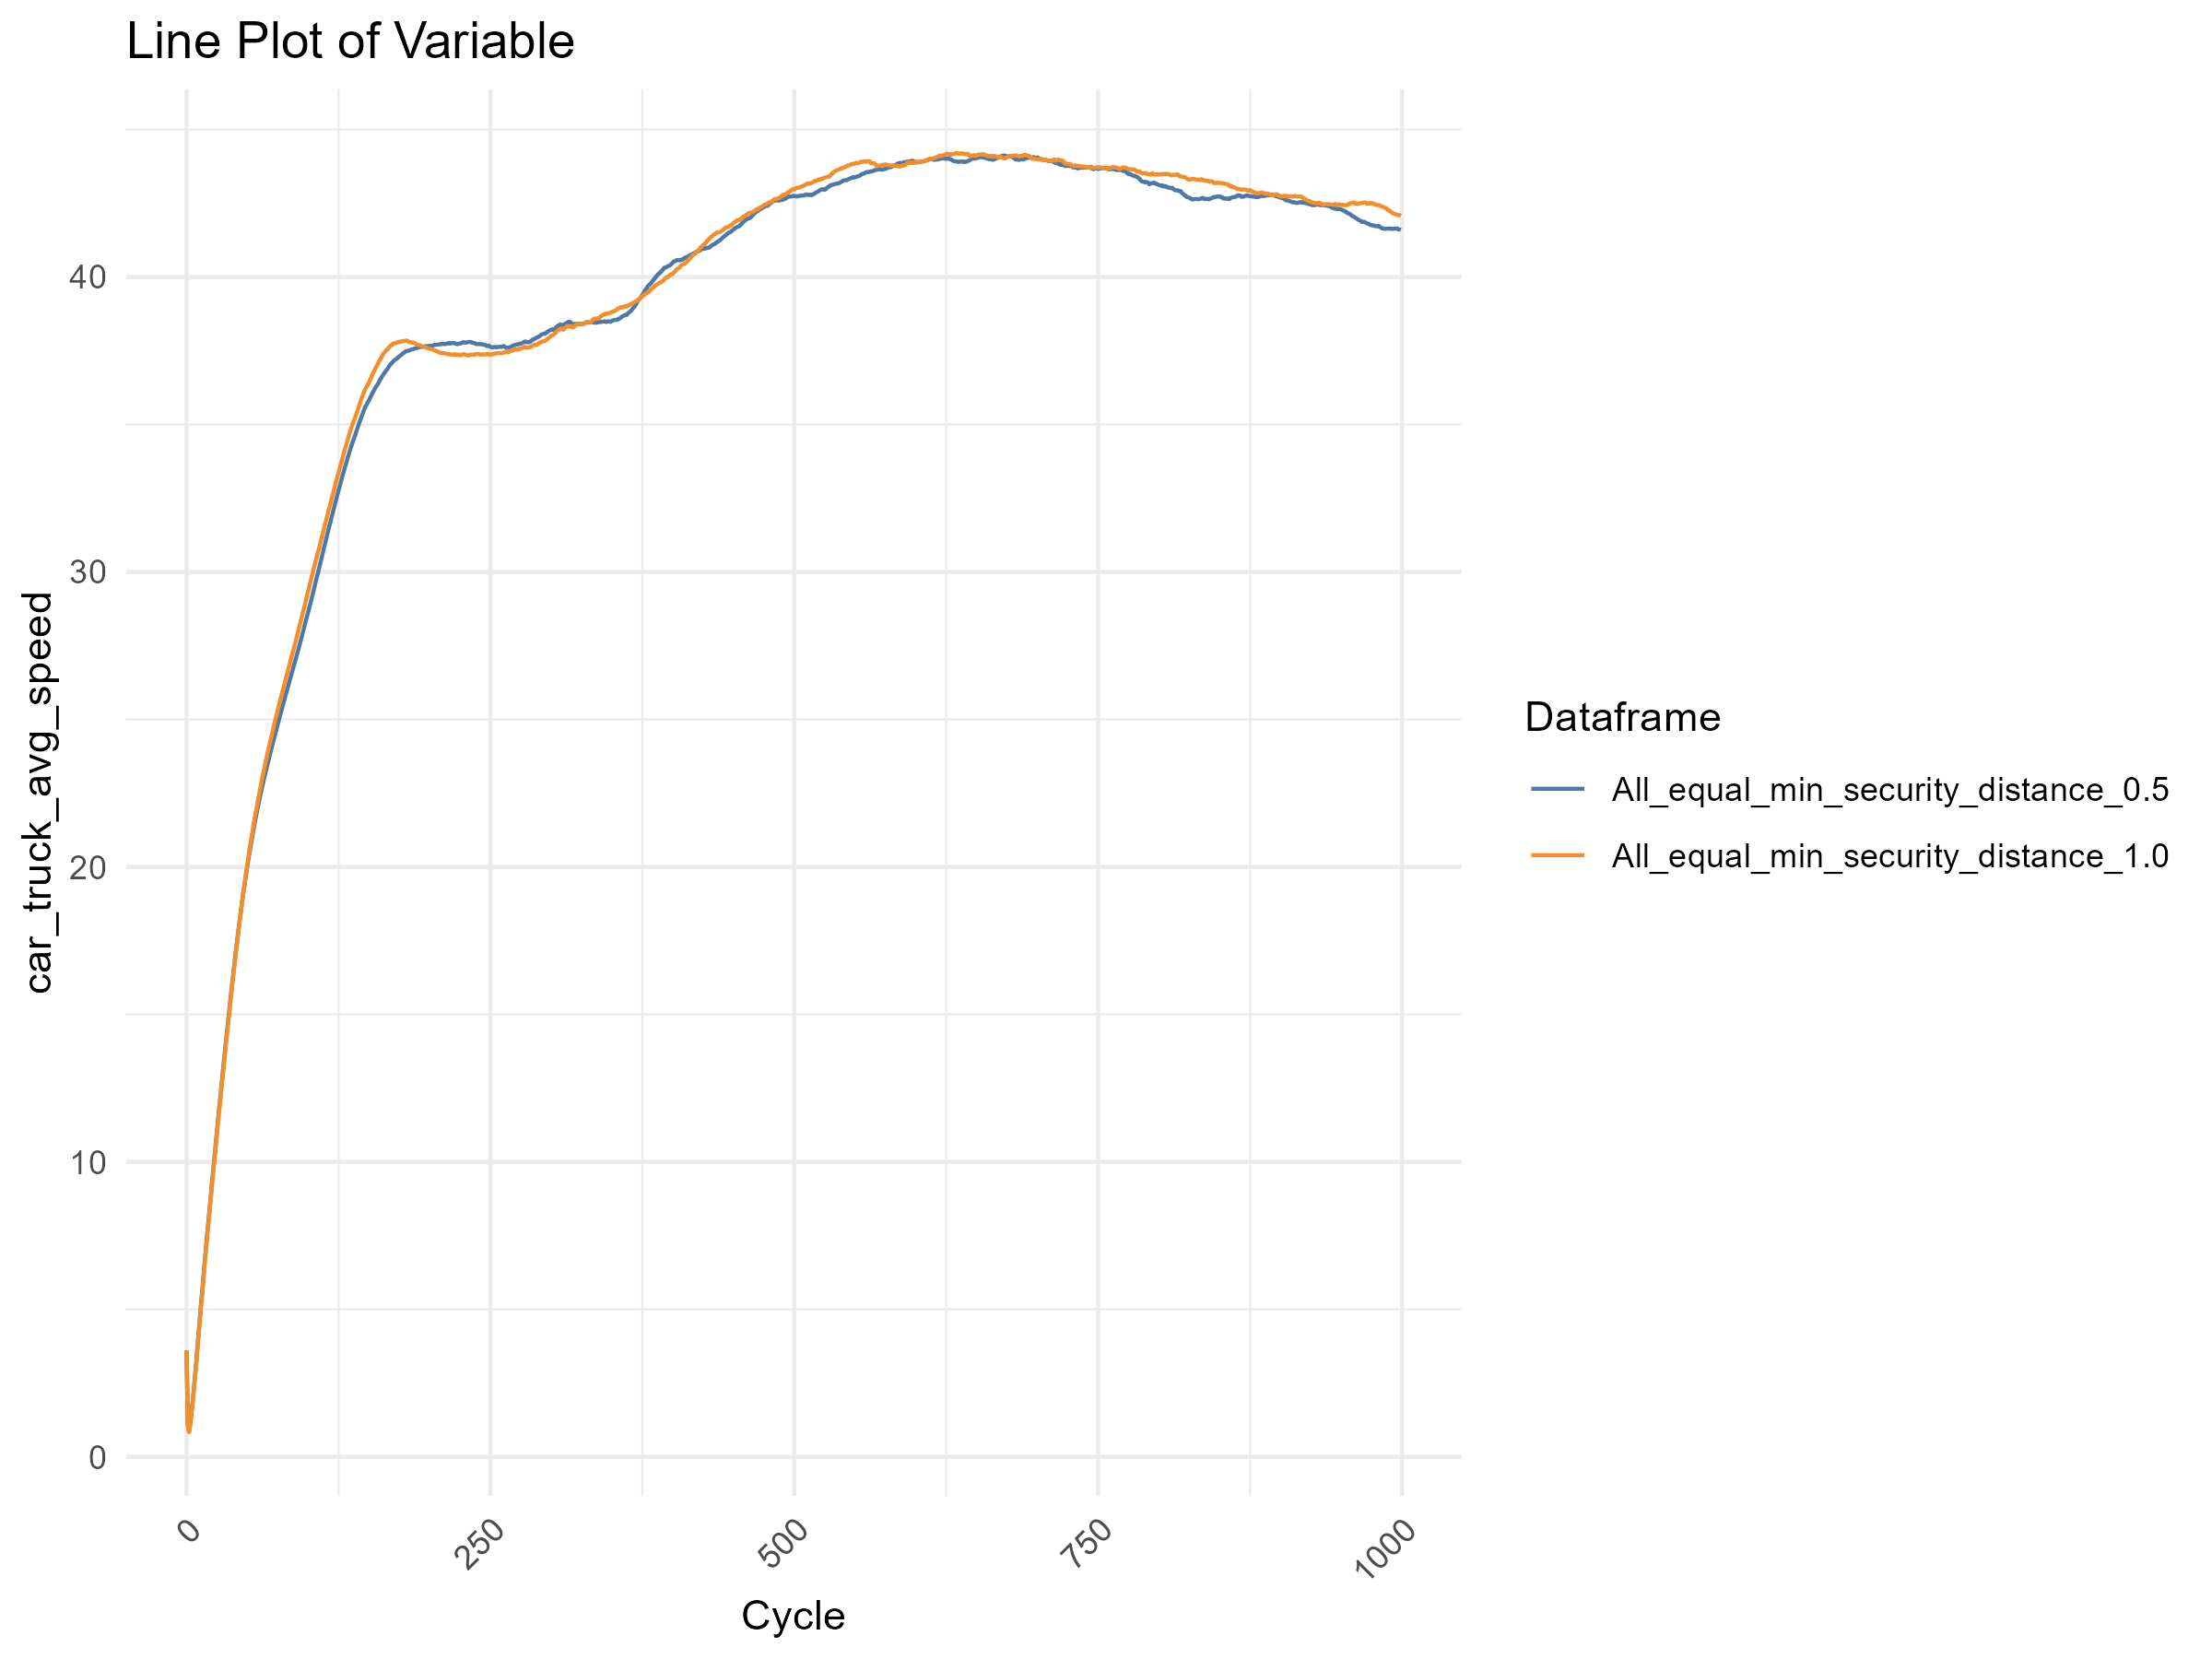 Line Plot of Variable
car_truck_avg_speed
40
30
20
10
0
0
250
500
750
1000
Cycle
Dataframe
All_equal_min_security_distance_0.5
All_equal_min_security_distance_1.0